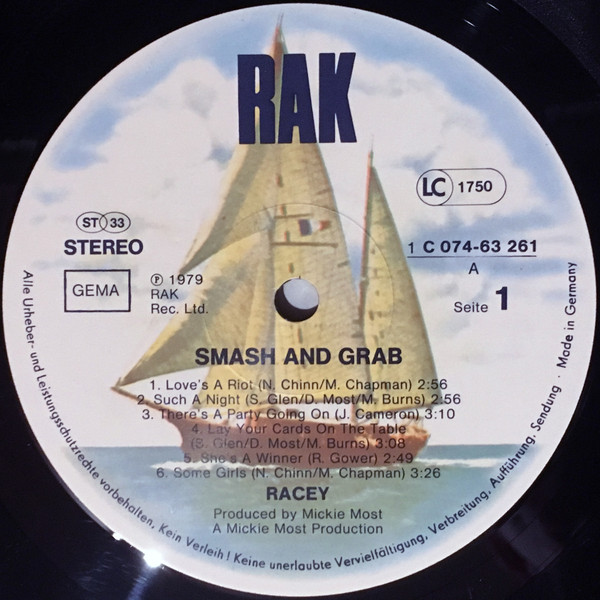 RAK
LC 1750
ST 33
STEREO
1 C 074-63 261
A
GEMA
℗ 1979
RAK
Rec. Ltd.
Seite 1
SMASH AND GRAB
1. Love's A Riot (N. Chinn/M. Chapman) 2:56
2. Such A Night (S. Glen/D. Most/M. Burns) 2:56
3. There's A Party Going On (J. Cameron) 3:10
4. Lay Your Cards On The Table
(S. Glen/D. Most/M. Burns) 3:08
5. She's A Winner (R. Gower) 2:49
6. Some Girls (N. Chinn/M. Chapman) 3:26
RACEY
Produced by Mickie Most
A Mickie Most Production
Alle Urheber- und Leistungsschutzrechte vorbehalten. Kein Verleih! Keine unerlaubte Vervielfältigung, Verbreitung, Aufführung, Sendung · Made in Germany